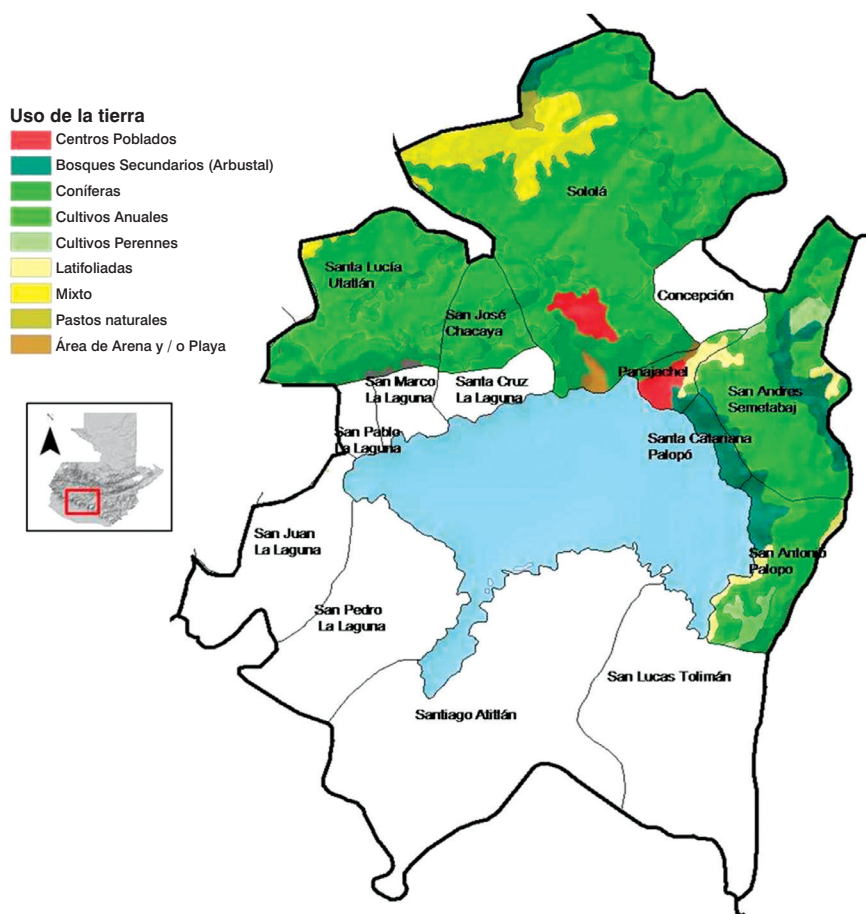 Uso de la tierra
Centros Poblados
Bosques Secundarios (Arbustal)
Coníferas
Cultivos Anuales
Cultivos Perennes
Latifoliadas
Mixto
Pastos naturales
Área de Arena y / o Playa
Sololá
Santa Lucía
Utatlán
San José
Chacaya
Concepción
San Marco
La Laguna
Santa Cruz
La Laguna
Panajachel
San Andres
Semetabaj
San Pablo
La Laguna
Santa Catariana
Palopó
San Juan
La Laguna
San Antonio
Palopo
San Pedro
La Laguna
San Lucas Tolimán
Santiago Atitlán